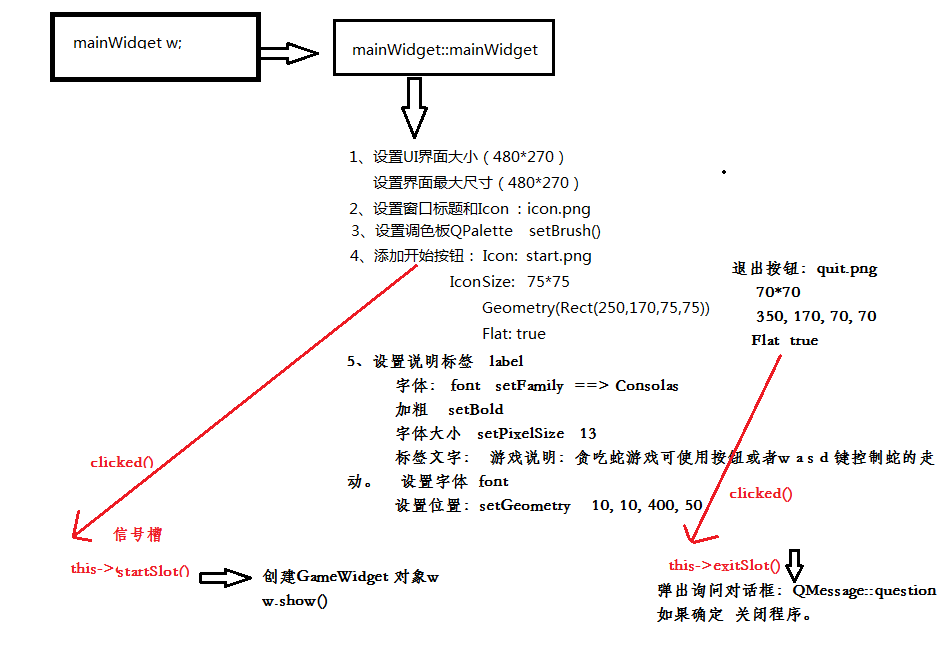 mainWidget w;
mainWidget::mainWidget
1、设置UI界面大小（480*270）
设置界面最大尺寸（480*270）
2、设置窗口标题和Icon ：icon.png
3、设置调色板QPalette setBrush()
4、添加开始按钮： Icon: start.png
IconSize: 75*75
Geometry(Rect(250,170,75,75))
Flat: true
退出按钮: quit.png
70*70
350, 170, 70, 70
Flat true
5、设置说明标签 label
字体: font setFamily ==> Consolas
加粗 setBold
字体大小 setPixelSize 13
标签文字: 游戏说明: 贪吃蛇游戏可使用按钮或者w a s d 键控制蛇的走
动。 设置字体 font
设置位置: setGeometry 10, 10, 400, 50
clicked()
信号槽
this->startSlot()
创建GameWidget 对象w
w.show()
clicked()
this->exitSlot()
弹出询问对话框: QMessage::question
如果确定 关闭程序。